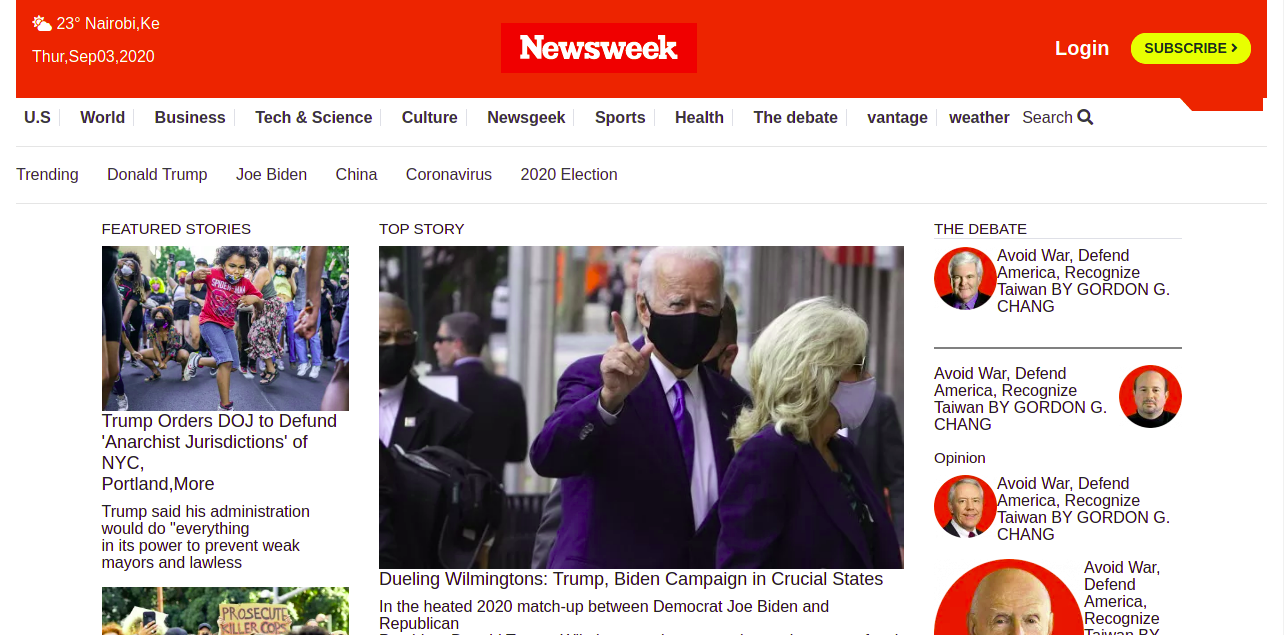 23° Nairobi,Ke
Thur,Sep03,2020
Newsweek
Login
SUBSCRIBE
U.S
World
Business
Tech & Science
Culture
Newsgeek
Sports
Health
The debate
vantage
weather
Search
Trending
Donald Trump
Joe Biden
China
Coronavirus
2020 Election
FEATURED STORIES
SPIDER-MAN
Trump Orders DOJ to Defund
'Anarchist Jurisdictions' of
NYC,
Portland,More
Trump said his administration
would do "everything
in its power to prevent weak
mayors and lawless
PROSECUTE
KILLER COPS
TOP STORY
Dueling Wilmingtons: Trump, Biden Campaign in Crucial States
In the heated 2020 match-up between Democrat Joe Biden and
Republican
THE DEBATE
Avoid War, Defend
America, Recognize
Taiwan BY GORDON G.
CHANG
Avoid War, Defend
America, Recognize
Taiwan BY GORDON G.
CHANG
Opinion
Avoid War, Defend
America, Recognize
Taiwan BY GORDON G.
CHANG
Avoid War,
Defend
America,
Recognize
Taiwan BY